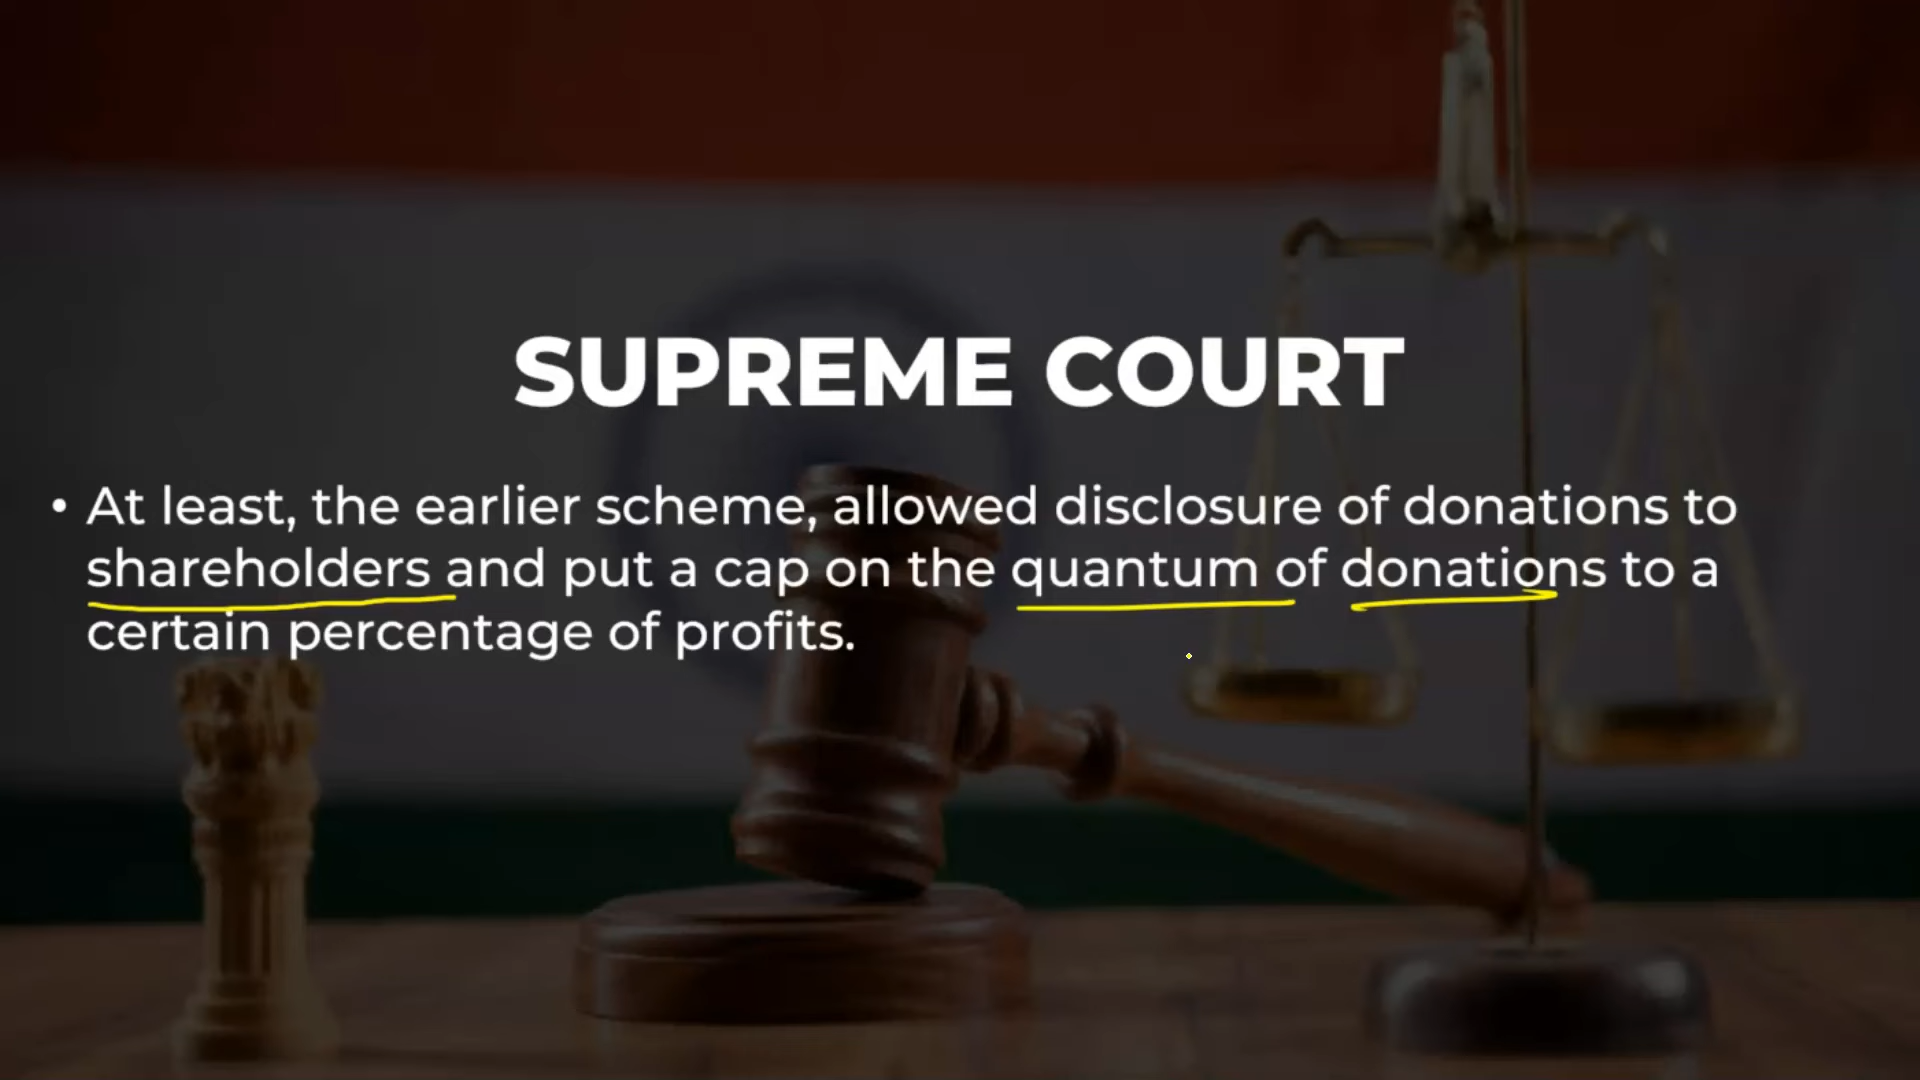 SUPREME COURT
• At least, the earlier scheme, allowed disclosure of donations to
shareholders and put a cap on the quantum of donations to a
certain percentage of profits.